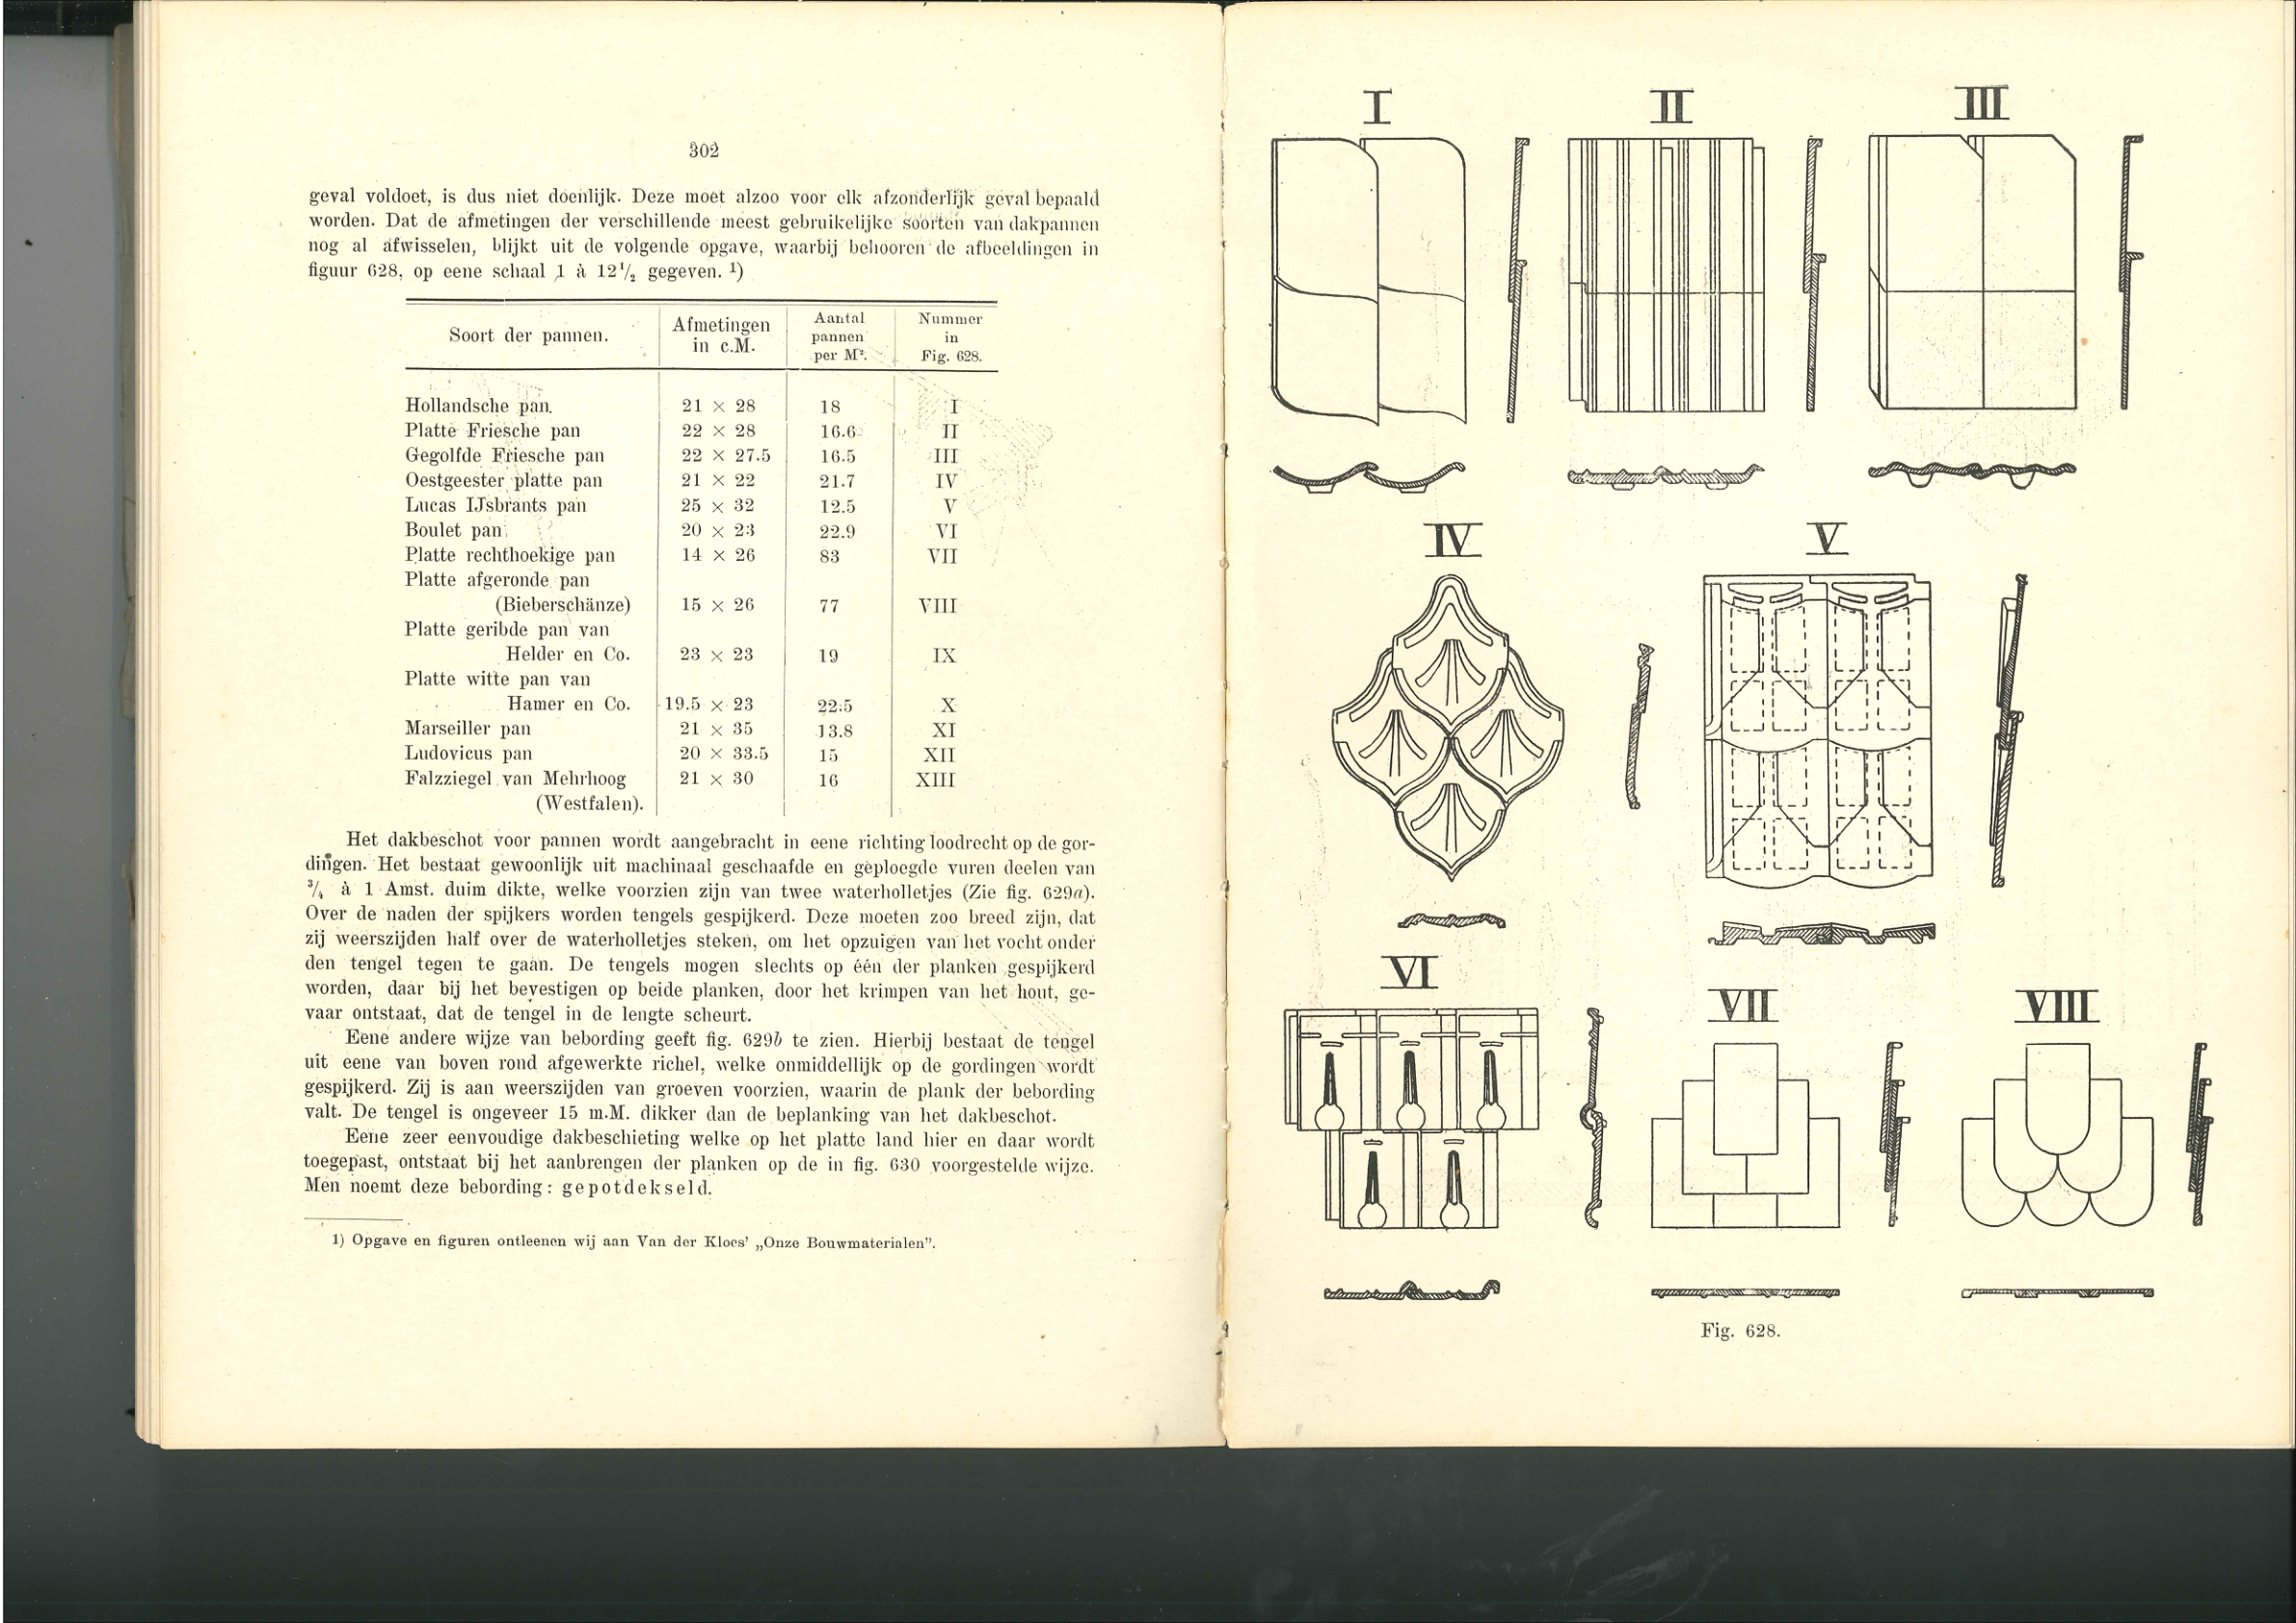 302
geval voldoet, is dus niet doenlijk. Deze moet alzoo voor elk afzonderlijk geval bepaald
worden. Dat de afmetingen der verschillende meest gebruikelijke soorten van dakpannen
nog al afwisselen, blijkt uit de volgende opgave, waarbij behooren de afbeeldingen in
figuur 628, op eene schaal 1 à 12 1/2 gegeven. 1)
Soort der pannen. Afmetingen in c.M. Aantal pannen per M². Nummer in Fig. 628.
Hollandsche pan. 21 × 28 18 I
Platte Friesche pan 22 × 28 16.6 II
Gegolfde Friesche pan 22 × 27.5 16.5 III
Oestgeester platte pan 21 × 22 21.7 IV
Lucas IJsbrants pan 25 × 32 12.5 V
Boulet pan 20 × 23 22.9 VI
Platte rechthoekige pan 14 × 26 83 VII
Platte afgeronde pan
(Bieberschänze) 15 × 26 77 VIII
Platte geribde pan van
Helder en Co. 23 × 23 19 IX
Platte witte pan van
Hamer en Co. 19.5 × 23 22.5 X
Marseiller pan 21 × 35 13.8 XI
Ludovicus pan 20 × 33.5 15 XII
Falzziegel van Mehrhoog 21 × 30 16 XIII
(Westfalen).
Het dakbeschot voor pannen wordt aangebracht in eene richting loodrecht op de gor-
dingen. Het bestaat gewoonlijk uit machinaal geschaafde en geploegde vuren deelen van
3/4 à 1 Amst. duim dikte, welke voorzien zijn van twee waterholletjes (Zie fig. 629a).
Over de naden der spijkers worden tengels gespijkerd. Deze moeten zoo breed zijn, dat
zij weerszijden half over de waterholletjes steken, om het opzuigen van het vocht onder
den tengel tegen te gaan. De tengels mogen slechts op één der planken gespijkerd
worden, daar bij het bevestigen op beide planken, door het krimpen van het hout, ge-
vaar ontstaat, dat de tengel in de lengte scheurt.
Eene andere wijze van bebording geeft fig. 629b te zien. Hierbij bestaat de tengel
uit eene van boven rond afgewerkte richel, welke onmiddellijk op de gordingen wordt
gespijkerd. Zij is aan weerszijden van groeven voorzien, waarin de plank der bebording
valt. De tengel is ongeveer 15 m.M. dikker dan de beplanking van het dakbeschot.
Eene zeer eenvoudige dakbeschieting welke op het platte land hier en daar wordt
toegepast, ontstaat bij het aanbrengen der planken op de in fig. 630 voorgestelde wijze.
Men noemt deze bebording: gepotdekseld.
1) Opgave en figuren ontleenen wij aan Van der Kloes' „Onze Bouwmaterialen”.
I
II
III
IV
V
VI
VII
VIII
Fig. 628.